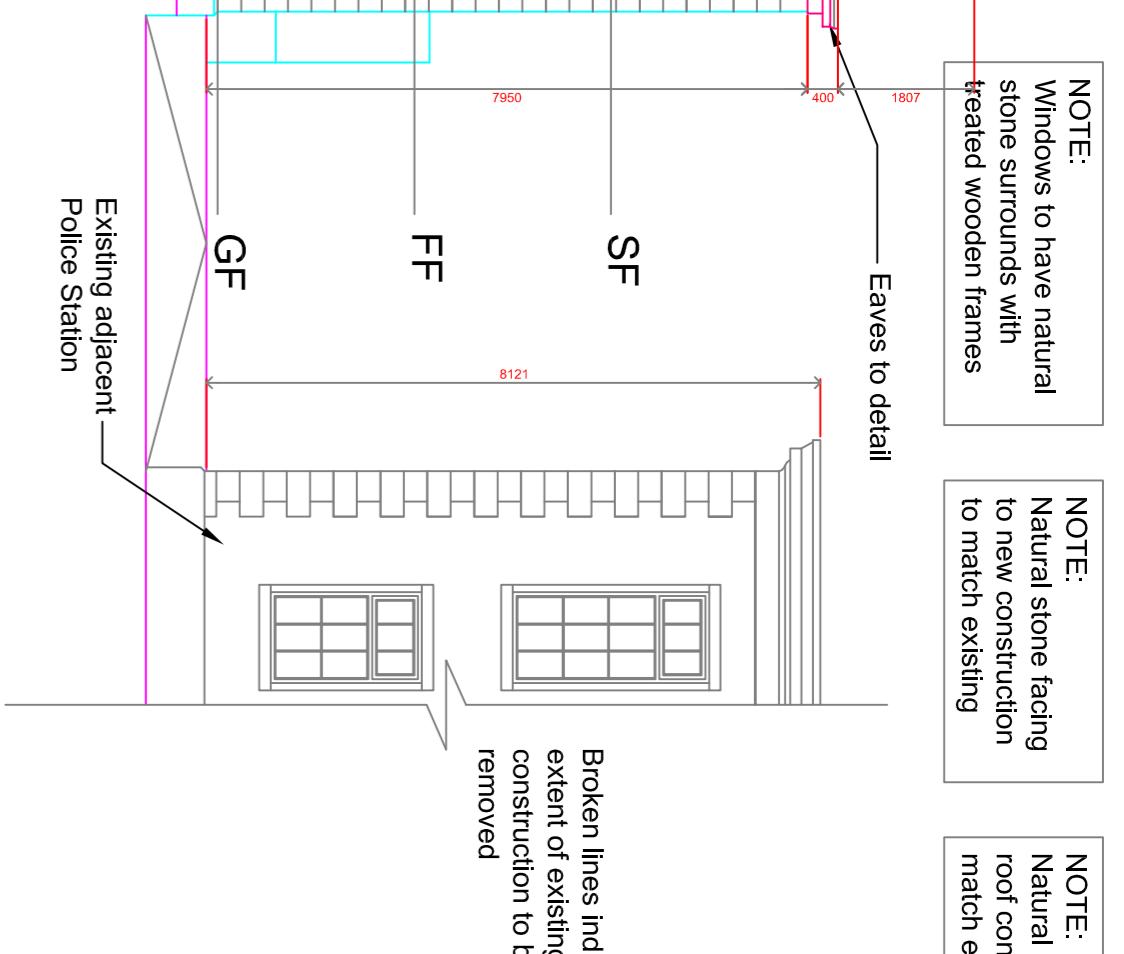 NOTE:
Windows to have natural
stone surrounds with
treated wooden frames
NOTE:
Natural stone facing
to new construction
to match existing
NOTE:
Natural
roof
match
Eaves to detail
7950
400
1807
SF
FF
GF
8121
Existing adjacent
Police Station
Broken lines
extent of existing
construction to
removed